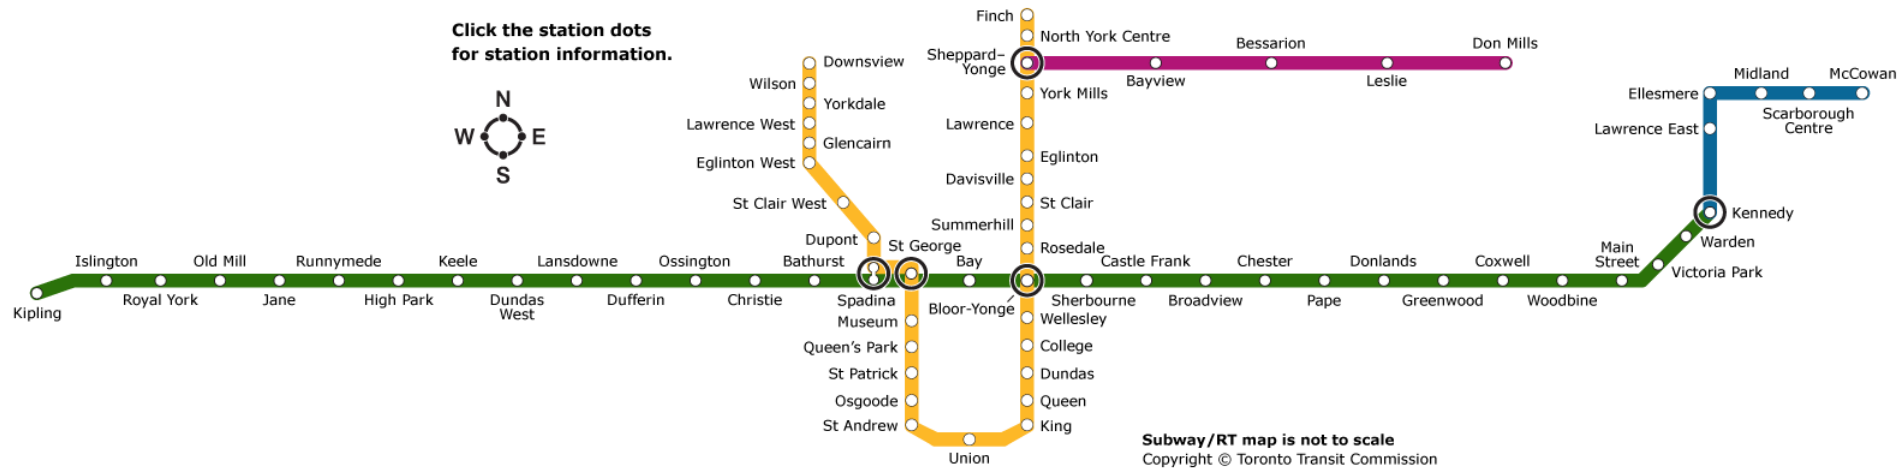 Click the station dots
for station information.
N
W
E
S
Finch
North York Centre
Sheppard–
Yonge
Bessarion
Don Mills
Bayview
Leslie
York Mills
Lawrence
Eglinton
Davisville
St Clair
Summerhill
Rosedale
Downsview
Wilson
Yorkdale
Lawrence West
Glencairn
Eglinton West
St Clair West
Dupont
St George
Midland
McCowan
Ellesmere
Scarborough
Centre
Lawrence East
Kennedy
Warden
Victoria Park
Main
Street
Islington
Old Mill
Runnymede
Keele
Lansdowne
Ossington
Bathurst
Bay
Castle Frank
Chester
Donlands
Coxwell
Kipling
Royal York
Jane
High Park
Dundas
West
Dufferin
Christie
Spadina
Bloor-Yonge
Sherbourne
Broadview
Pape
Greenwood
Woodbine
Museum
Queen's Park
St Patrick
Osgoode
St Andrew
Union
Wellesley
College
Dundas
Queen
King
Subway/RT map is not to scale
Copyright © Toronto Transit Commission